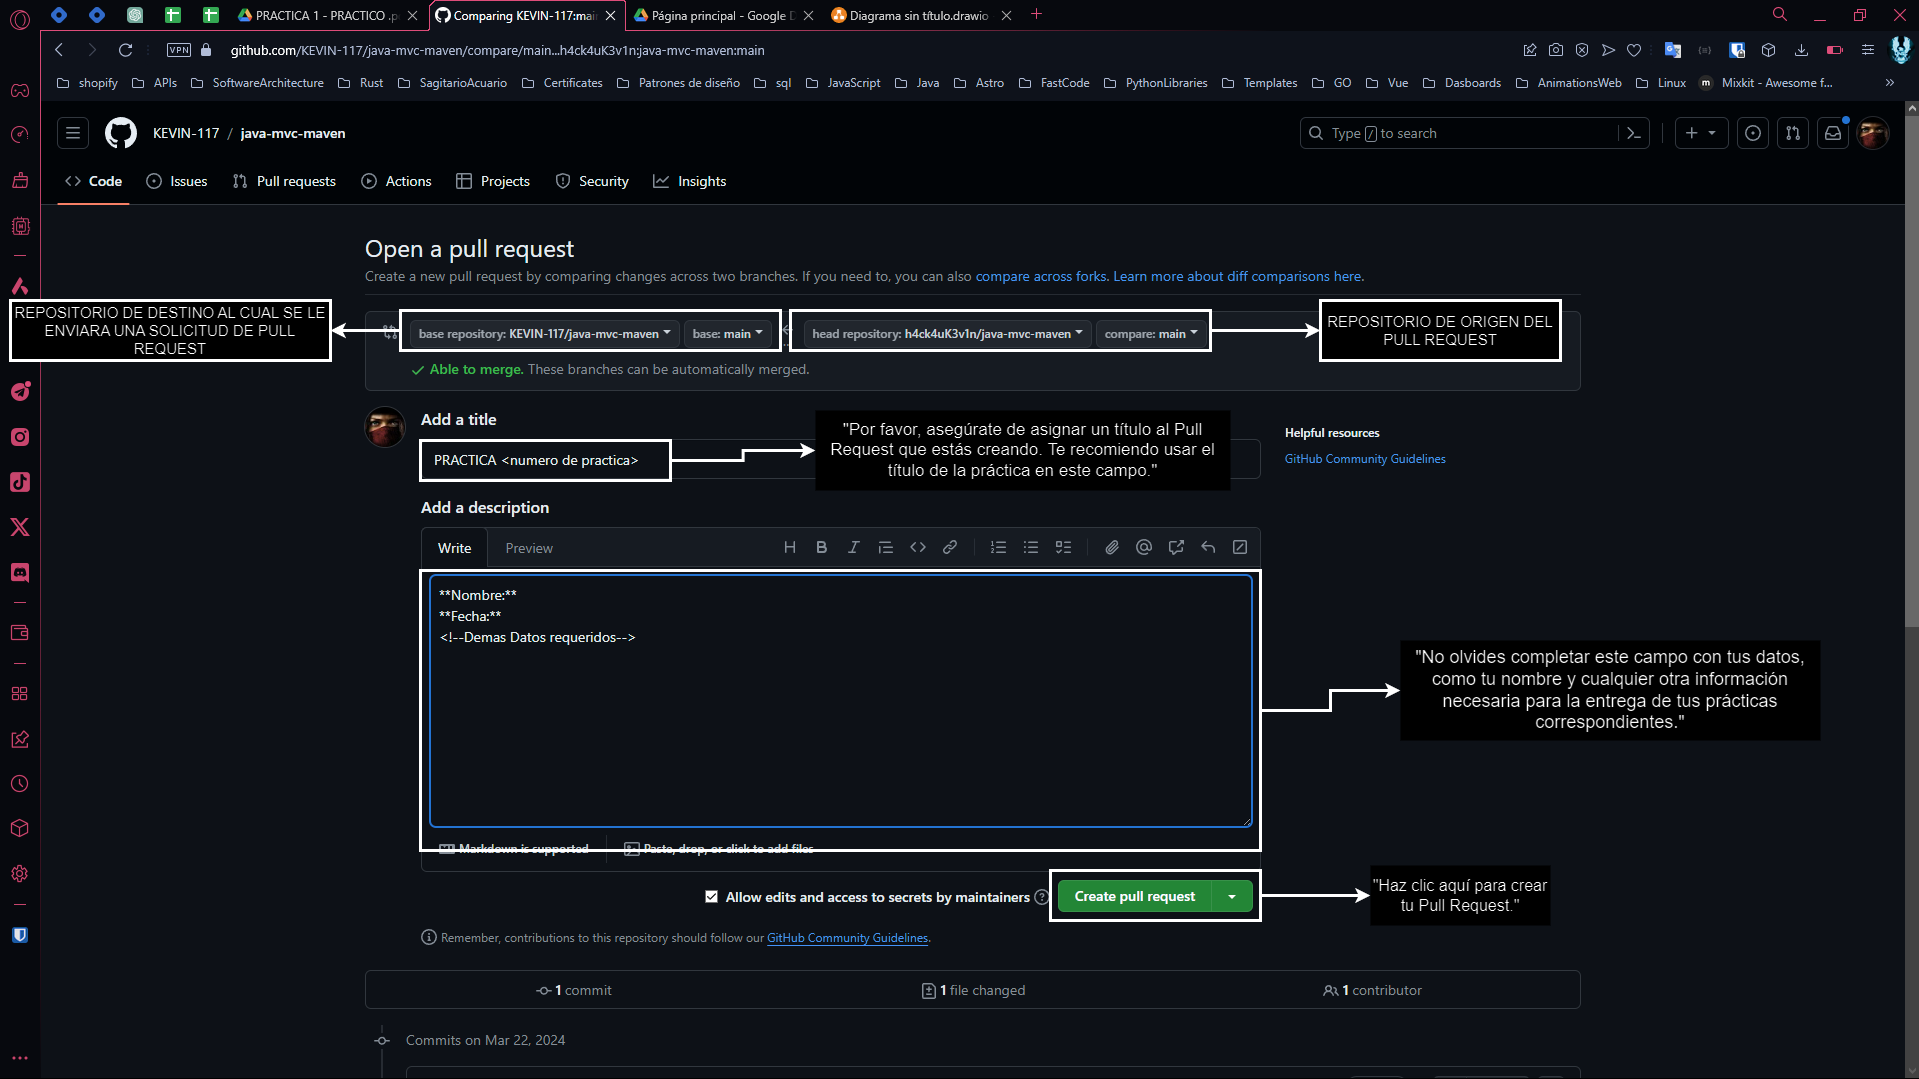 PRACTICA 1 - PRACTICO .p
Comparing KEVIN-117:mai
Página principal - Google D
Diagrama sin título.drawio
VPN
github.com/KEVIN-117/java-mvc-maven/compare/main...h4ck4uK3v1n:java-mvc-maven:main
shopify
APIs
SoftwareArchitecture
Rust
SagitarioAcuario
Certificates
Patrones de diseño
sql
JavaScript
Java
Astro
FastCode
PythonLibraries
Templates
GO
Vue
Dasboards
AnimationsWeb
Linux
m Mixkit - Awesome f...
KEVIN-117 / java-mvc-maven
Type / to search
Code
Issues
Pull requests
Actions
Projects
Security
Insights
Open a pull request
Create a new pull request by comparing changes across two branches. If you need to, you can also compare across forks. Learn more about diff comparisons here.
REPOSITORIO DE DESTINO AL CUAL SE LE
ENVIARA UNA SOLICITUD DE PULL
REQUEST
base repository: KEVIN-117/java-mvc-maven
base: main
head repository: h4ck4uK3v1n/java-mvc-maven
compare: main
REPOSITORIO DE ORIGEN DEL
PULL REQUEST
Able to merge. These branches can be automatically merged.
Add a title
PRACTICA <numero de practica>
"Por favor, asegúrate de asignar un título al Pull
Request que estás creando. Te recomiendo usar el
título de la práctica en este campo."
Helpful resources
GitHub Community Guidelines
Add a description
Write
Preview
**Nombre:**
**Fecha:**
<!--Demas Datos requeridos-->
"No olvides completar este campo con tus datos,
como tu nombre y cualquier otra información
necesaria para la entrega de tus prácticas
correspondientes."
Markdown is supported
Paste, drop, or click to add files
Allow edits and access to secrets by maintainers
Create pull request
"Haz clic aquí para crear
tu Pull Request."
Remember, contributions to this repository should follow our GitHub Community Guidelines.
1 commit
1 file changed
1 contributor
Commits on Mar 22, 2024